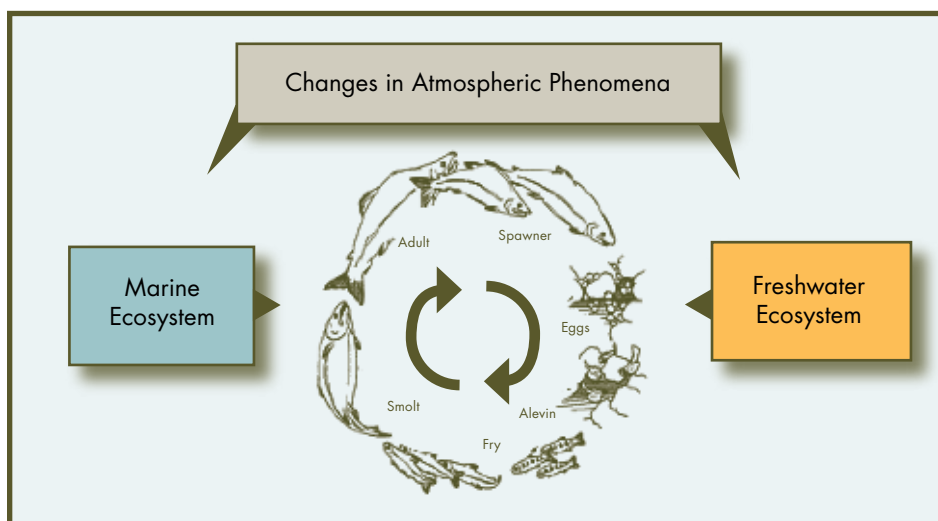 Changes in Atmospheric Phenomena
Adult
Spawner
Marine
Ecosystem
Freshwater
Ecosystem
Eggs
Smolt
Alevin
Fry